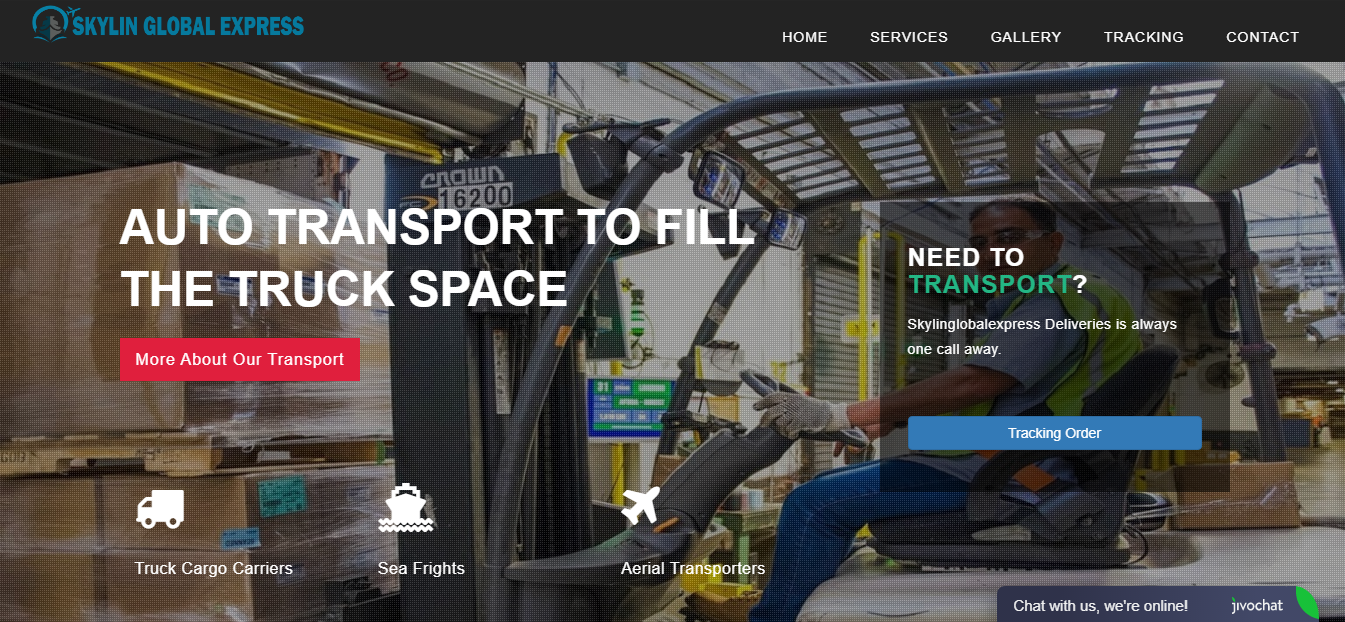 SKYLIN GLOBAL EXPRESS
HOME SERVICES GALLERY TRACKING CONTACT
crown
16200
AUTO TRANSPORT TO FILL
THE TRUCK SPACE
More About Our Transport
NEED TO
TRANSPORT?
Skylinglobalexpress Deliveries is always
one call away.
Tracking Order
Truck Cargo Carriers
Sea Frights
Aerial Transporters
Chat with us, we're online!
jivochat